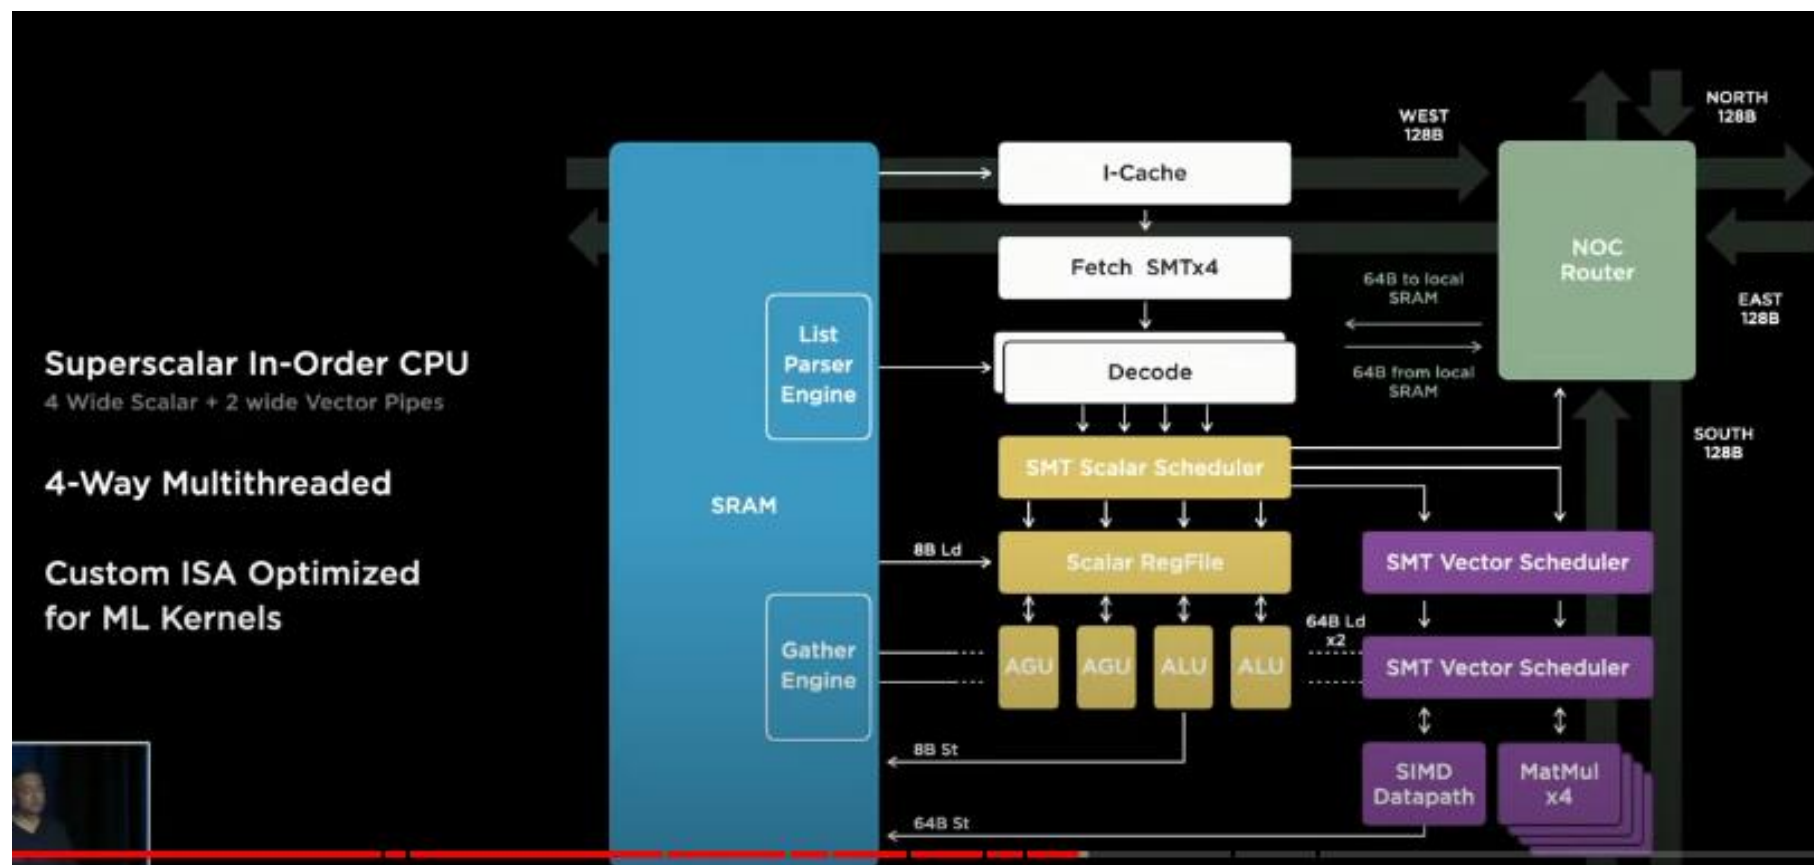 Superscalar In-Order CPU
4 Wide Scalar + 2 wide Vector Pipes
4-Way Multithreaded
Custom ISA Optimized
for ML Kernels
SRAM
List
Parser
Engine
Gather
Engine
I-Cache
Fetch SMTx4
Decode
SMT Scalar Scheduler
8B Ld
Scalar RegFile
AGU
AGU
ALU
ALU
8B St
64B St
64B Ld
x2
WEST
128B
NORTH
128B
NOC
Router
64B to local
SRAM
64B from local
SRAM
EAST
128B
SOUTH
128B
SMT Vector Scheduler
SMT Vector Scheduler
SIMD
Datapath
MatMul
x4